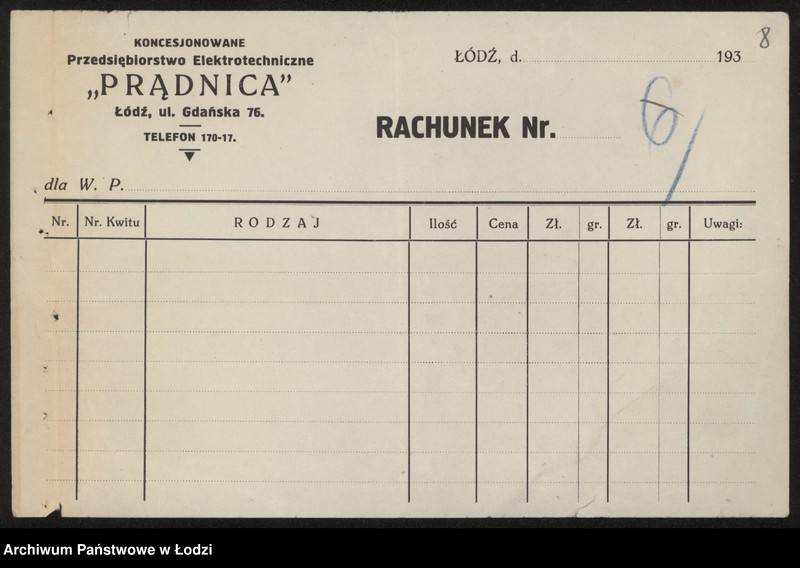 KONCESJONOWANE
Przedsiębiorstwo Elektrotechniczne
„PRĄDNICA”
Łódź, ul. Gdańska 76.
TELEFON 170-17.
ŁÓDŹ, d. 193
8
RACHUNEK Nr.
6/
dla W. P.
Nr. Nr. Kwitu RODZAJ Ilość Cena Zł. gr. Zł. gr. Uwagi:
Archiwum Państwowe w Łodzi